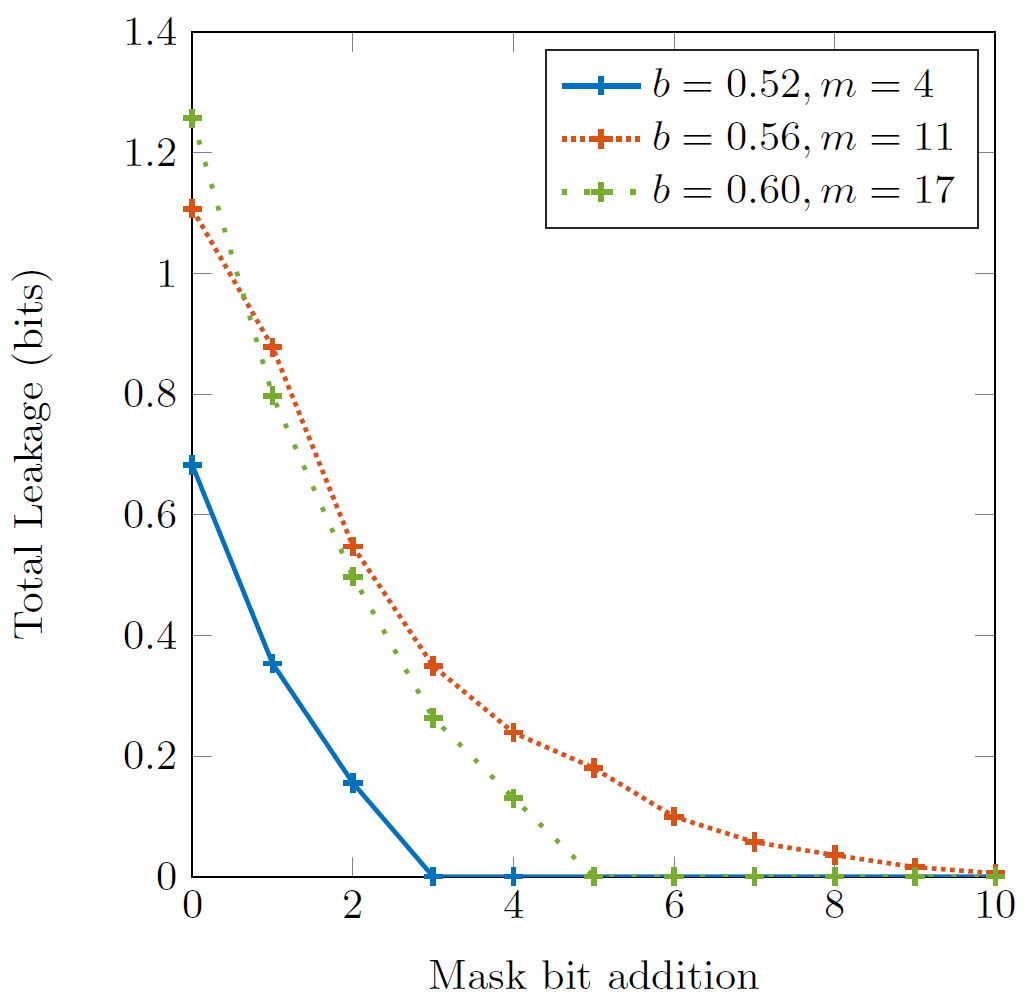 1.4
1.2
1
0.8
0.6
0.4
0.2
0
0 2 4 6 8 10
Total Leakage (bits)
Mask bit addition
b = 0.52, m = 4
b = 0.56, m = 11
b = 0.60, m = 17